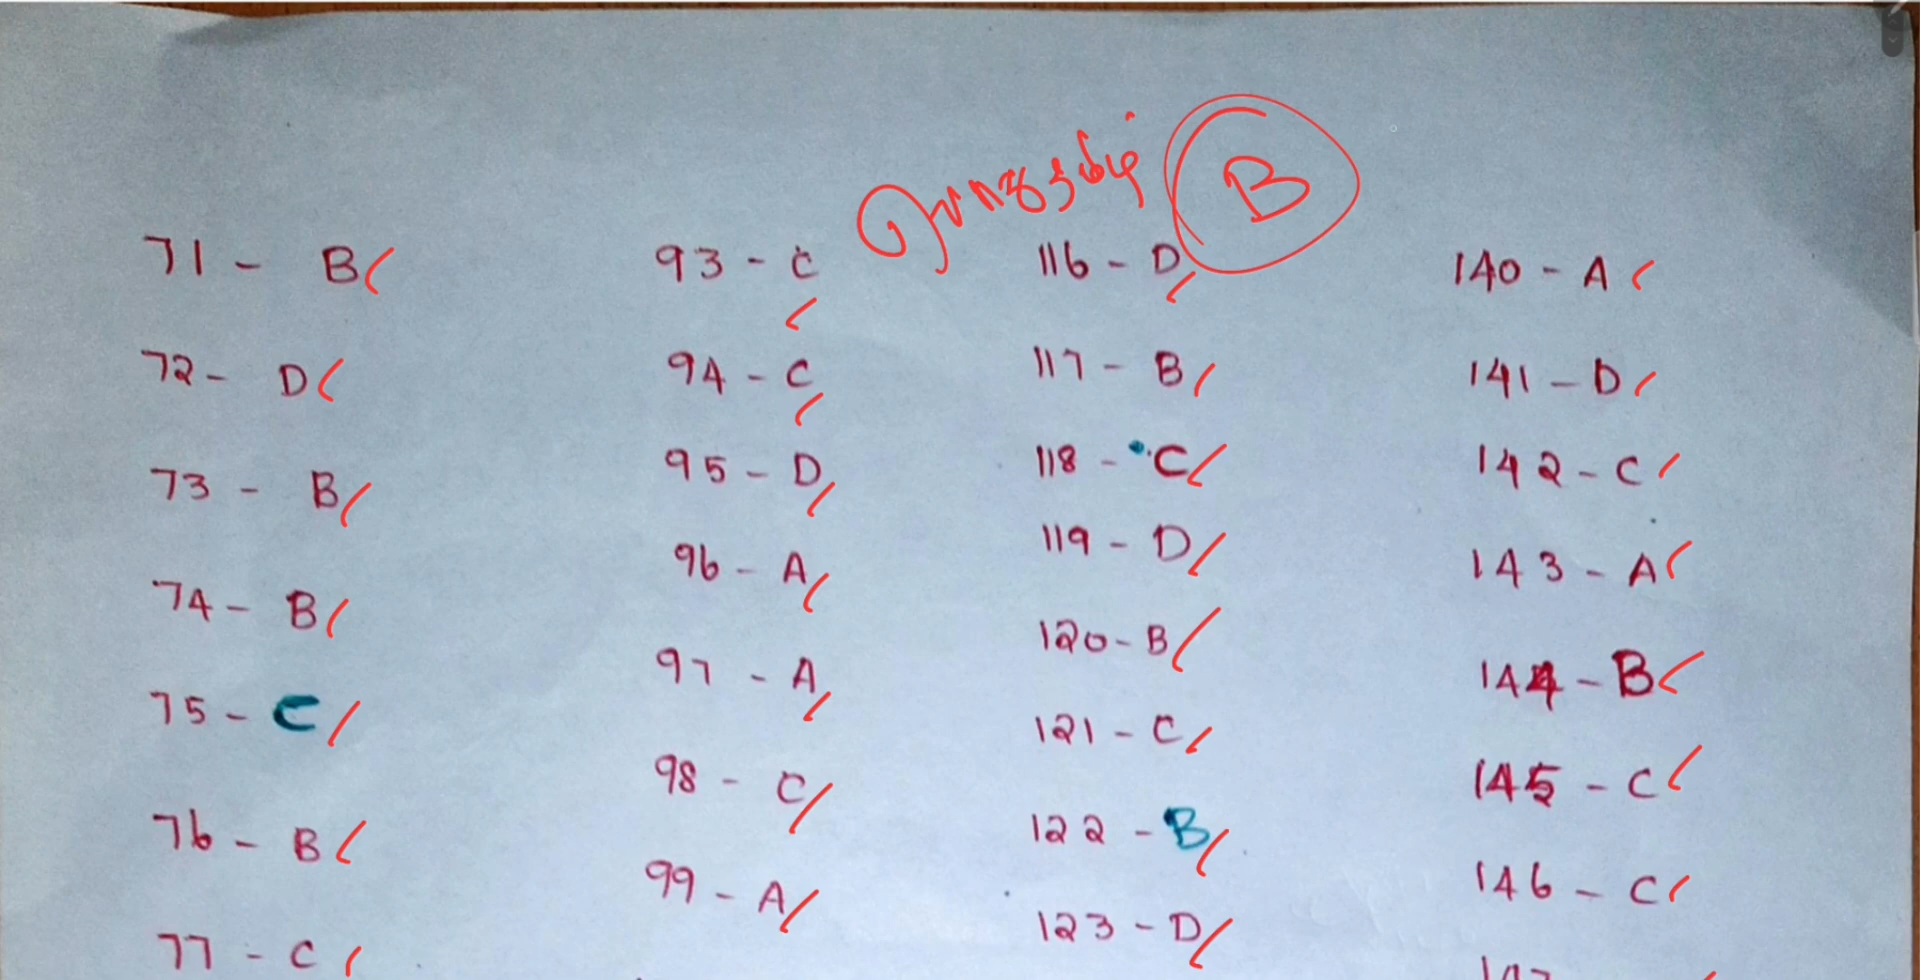 B
71 - B
72 - D
73 - B
74 - B
75 - C
76 - B
77 - C
93 - C
94 - C
95 - D
96 - A
97 - A
98 - C
99 - A
116 - D
117 - B
118 - C
119 - D
120 - B
121 - C
122 - B
123 - D
140 - A
141 - D
142 - C
143 - A
144 - B
145 - C
146 - C